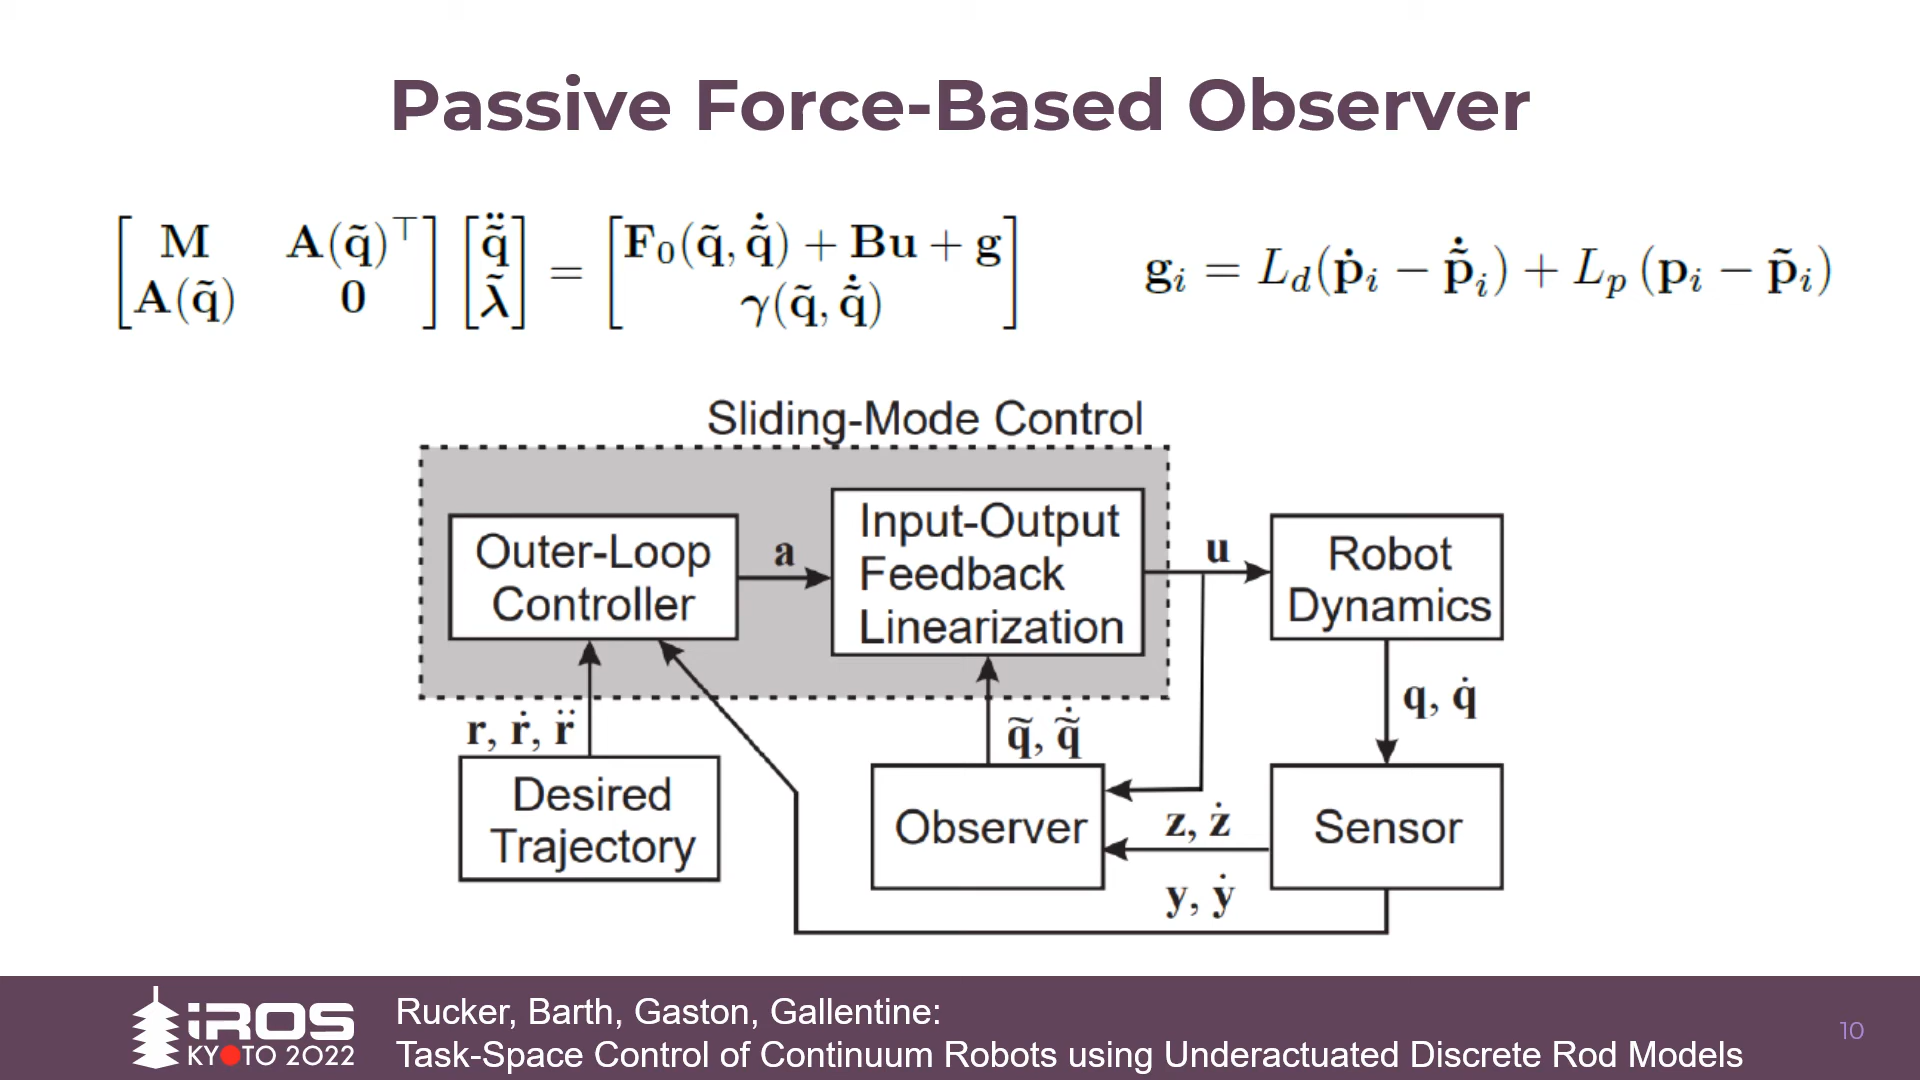 Passive Force-Based Observer
[ M A(q̃)⊤ ; A(q̃) 0 ] [ q̃̈ ; λ̃ ] = [ F₀(q̃, q̃̇) + Bu + g ; γ(q̃, q̃̇) ]
gᵢ = L_d(ṗᵢ − p̃̇ᵢ) + L_p (pᵢ − p̃ᵢ)
Sliding-Mode Control
Outer-Loop
Controller
a
Input-Output
Feedback
Linearization
u
Robot
Dynamics
q, q̇
r, ṙ, r̈
q̃, q̃̇
Desired
Trajectory
Observer
z, ż
y, ẏ
Sensor
iROS
KYOTO 2022
Rucker, Barth, Gaston, Gallentine:
Task-Space Control of Continuum Robots using Underactuated Discrete Rod Models
10